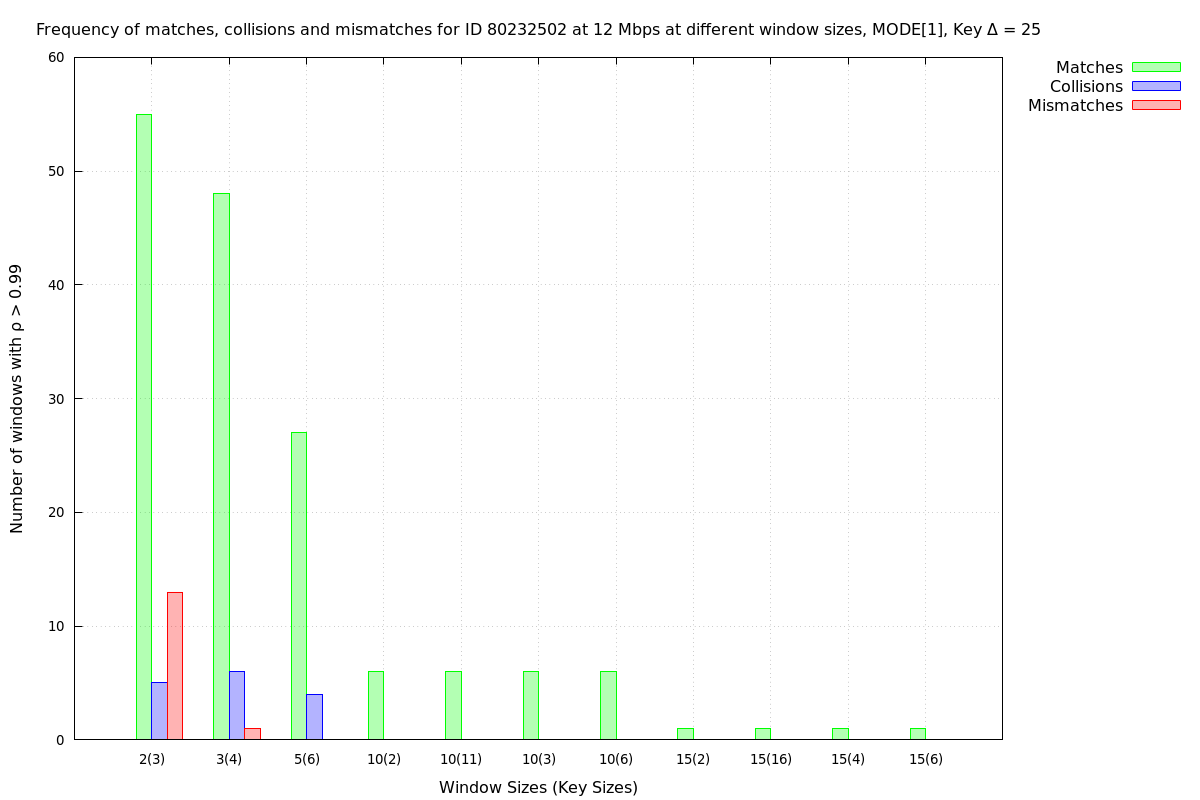 Frequency of matches, collisions and mismatches for ID 80232502 at 12 Mbps at different window sizes, MODE[1], Key Δ = 25
Matches
Collisions
Mismatches
Number of windows with ρ > 0.99
60
50
40
30
20
10
0
2(3) 3(4) 5(6) 10(2) 10(11) 10(3) 10(6) 15(2) 15(16) 15(4) 15(6)
Window Sizes (Key Sizes)